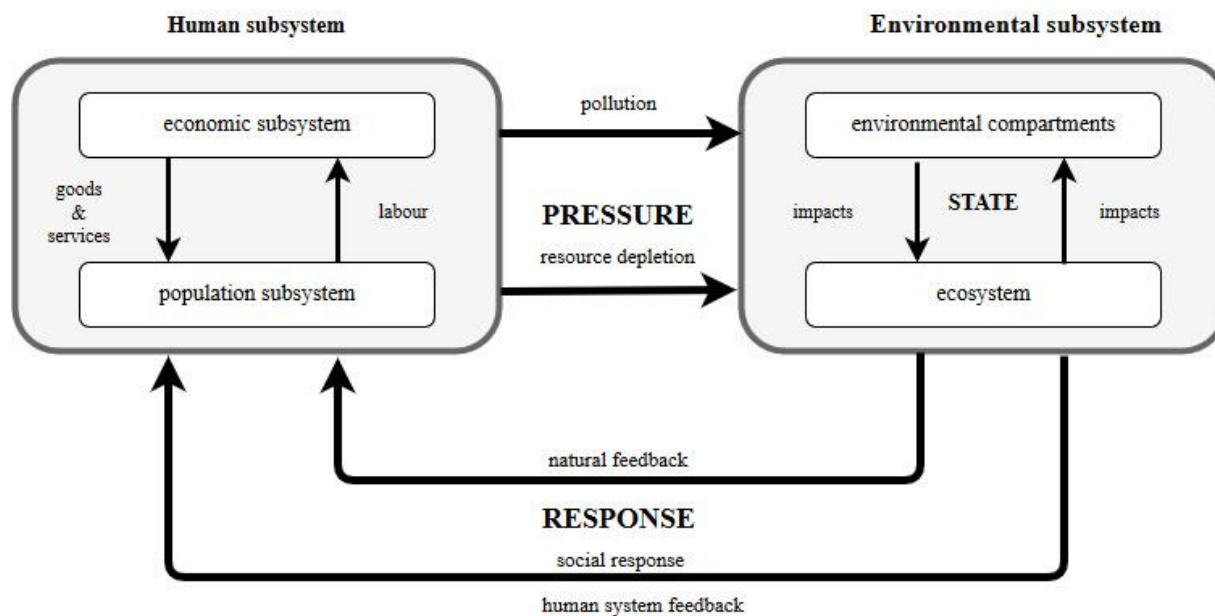 Human subsystem
Environmental subsystem
economic subsystem
goods
&
services
labour
population subsystem
pollution
PRESSURE
resource depletion
environmental compartments
impacts
STATE
impacts
ecosystem
natural feedback
RESPONSE
social response
human system feedback